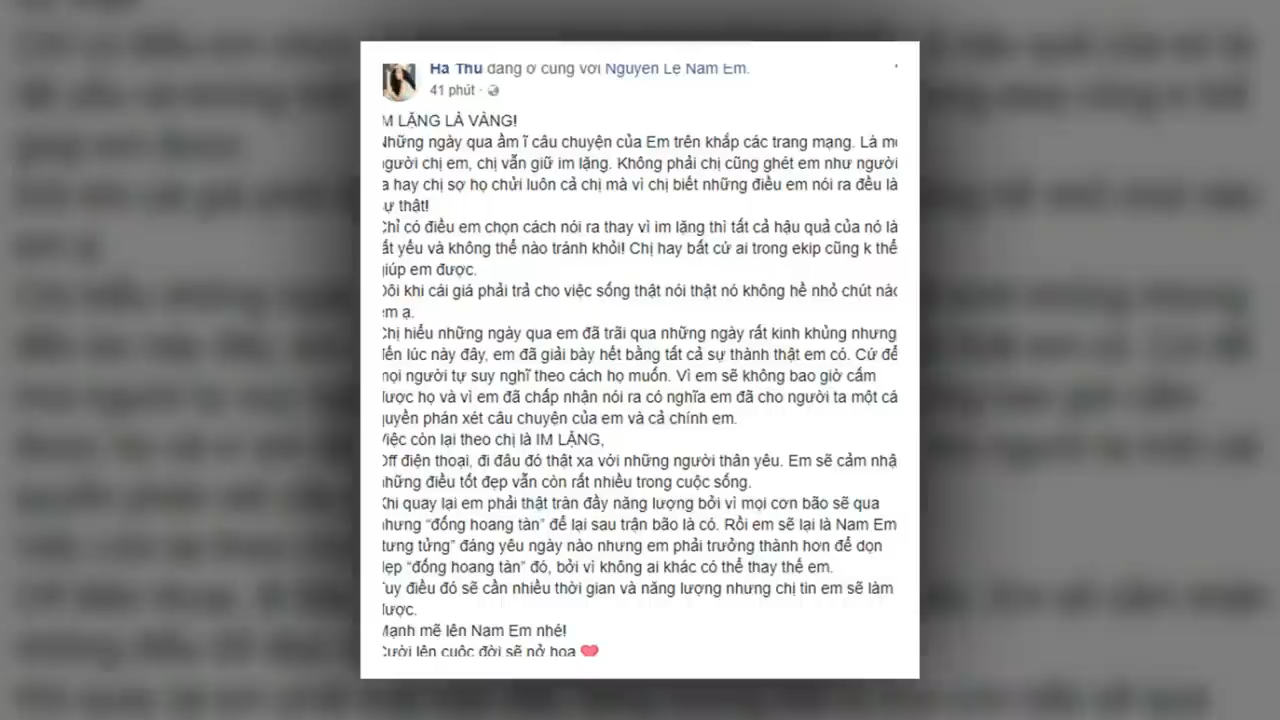 Hà Thu đang ở cùng với Nguyen Le Nam Em.
41 phút ·
IM LẶNG LÀ VÀNG!
Những ngày qua ầm ĩ câu chuyện của Em trên khắp các trang mạng. Là
người chị em, chị vẫn giữ im lặng. Không phải chị cũng ghét em như người
ta hay chị sợ họ chửi luôn cả chị mà vì chị biết những điều em nói ra đều là
sự thật!
Chỉ có điều em chọn cách nói ra thay vì im lặng thì tất cả hậu quả của nó là
tất yếu và không thể nào tránh khỏi! Chị hay bất cứ ai trong ekip cũng k thể
giúp em được.
Đôi khi cái giá phải trả cho việc sống thật nói thật nó không hề nhỏ chút nào
em ạ.
Chị hiểu những ngày qua em đã trãi qua những ngày rất kinh khủng nhưng
đến lúc này đây, em đã giải bày hết bằng tất cả sự thành thật em có. Cứ để
mọi người tự suy nghĩ theo cách họ muốn. Vì em sẽ không bao giờ cấm
được họ và vì em đã chấp nhận nói ra có nghĩa em đã cho người ta một
quyền phán xét câu chuyện của em và cả chính em.
Việc còn lại theo chị là IM LẶNG,
Off điện thoại, đi đâu đó thật xa với những người thân yêu. Em sẽ cảm nhận
những điều tốt đẹp vẫn còn rất nhiều trong cuộc sống.
Khi quay lại em phải thật tràn đầy năng lượng bởi vì mọi cơn bão sẽ qua
nhưng “đống hoang tàn” để lại sau trận bão là có. Rồi em sẽ lại là Nam Em
tưng tửng” đáng yêu ngày nào nhưng em phải trưởng thành hơn để dọn
dẹp “đống hoang tàn” đó, bởi vì không ai khác có thể thay thế em.
Tuy điều đó sẽ cần nhiều thời gian và năng lượng nhưng chị tin em sẽ làm
được.
Mạnh mẽ lên Nam Em nhé!
Cười lên cuộc đời sẽ nở hoa ❤